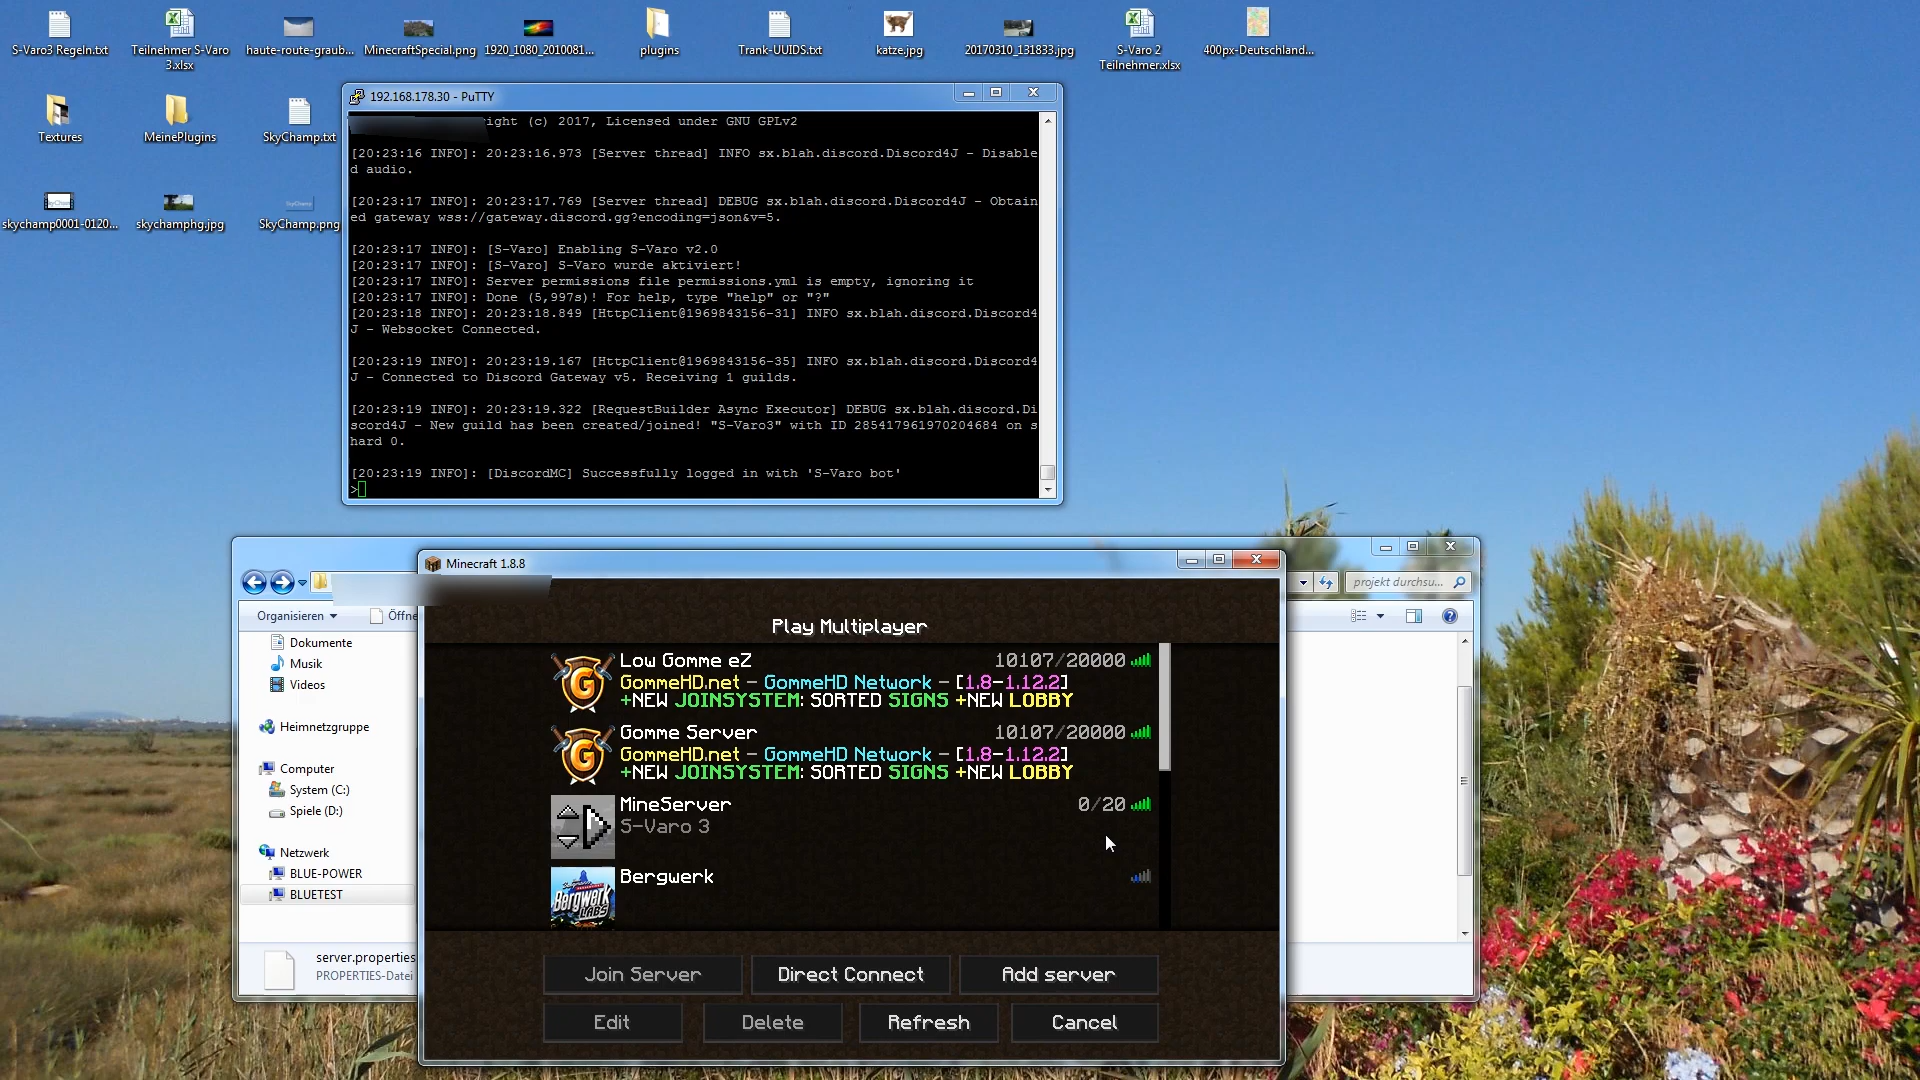 S-Varo3 Regeln.txt
Teilnehmer S-Varo
3.xlsx
haute-route-graub...
MinecraftSpecial.png
1920_1080_2010081...
plugins
Trank-UUIDS.txt
katze.jpg
20170310_131833.jpg
S-Varo 2
Teilnehmer.xlsx
400px-Deutschland...
Textures
MeinePlugins
SkyChamp.txt
skychamp0001-0120...
skychamphg.jpg
SkyChamp.png
192.168.178.30 - PuTTY
ight (c) 2017, Licensed under GNU GPLv2
[20:23:16 INFO]: 20:23:16.973 [Server thread] INFO sx.blah.discord.Discord4J - Disable
d audio.
[20:23:17 INFO]: 20:23:17.769 [Server thread] DEBUG sx.blah.discord.Discord4J - Obtain
ed gateway wss://gateway.discord.gg?encoding=json&v=5.
[20:23:17 INFO]: [S-Varo] Enabling S-Varo v2.0
[20:23:17 INFO]: [S-Varo] S-Varo wurde aktiviert!
[20:23:17 INFO]: Server permissions file permissions.yml is empty, ignoring it
[20:23:17 INFO]: Done (5,997s)! For help, type "help" or "?"
[20:23:18 INFO]: 20:23:18.849 [HttpClient@1969843156-31] INFO sx.blah.discord.Discord4
J - Websocket Connected.
[20:23:19 INFO]: 20:23:19.167 [HttpClient@1969843156-35] INFO sx.blah.discord.Discord4
J - Connected to Discord Gateway v5. Receiving 1 guilds.
[20:23:19 INFO]: 20:23:19.322 [RequestBuilder Async Executor] DEBUG sx.blah.discord.Di
scord4J - New guild has been created/joined! "S-Varo3" with ID 285417961970204684 on s
hard 0.
[20:23:19 INFO]: [DiscordMC] Successfully logged in with 'S-Varo bot'
>
projekt durchsu...
Organisieren
Öffne
Dokumente
Musik
Videos
Heimnetzgruppe
Computer
System (C:)
Spiele (D:)
Netzwerk
BLUE-POWER
BLUETEST
server.properties
PROPERTIES-Datei
Minecraft 1.8.8
Play Multiplayer
Low Gomme eZ 10107/20000
GommeHD.net - GommeHD Network - [1.8-1.12.2]
+NEW JOINSYSTEM: SORTED SIGNS +NEW LOBBY
Gomme Server 10107/20000
GommeHD.net - GommeHD Network - [1.8-1.12.2]
+NEW JOINSYSTEM: SORTED SIGNS +NEW LOBBY
MineServer 0/20
S-Varo 3
Bergwerk
Bergwerk
LABS
Join Server
Direct Connect
Add server
Edit
Delete
Refresh
Cancel